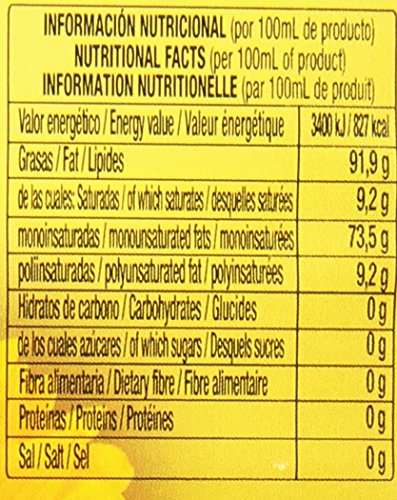 INFORMACIÓN NUTRICIONAL (por 100mL de producto)
NUTRITIONAL FACTS (per 100mL of product)
INFORMATION NUTRITIONELLE (par 100mL de produit)
Valor energético / Energy value / Valeur énergétique 3400 kJ / 827 kcal
Grasas / Fat / Lipides 91,9 g
de las cuales: Saturadas / of which saturates / desquelles saturées 9,2 g
monoinsaturadas / monounsaturated fats / monoinsaturées 73,5 g
poliinsaturadas / polyunsaturated fat / polyinsaturées 9,2 g
Hidratos de carbono / Carbohydrates / Glucides 0 g
de los cuales azúcares / of which sugars / Desquels sucres 0 g
Fibra alimentaria / Dietary fibre / Fibre alimentaire 0 g
Proteínas / Proteins / Protéines 0 g
Sal / Salt / Sel 0 g